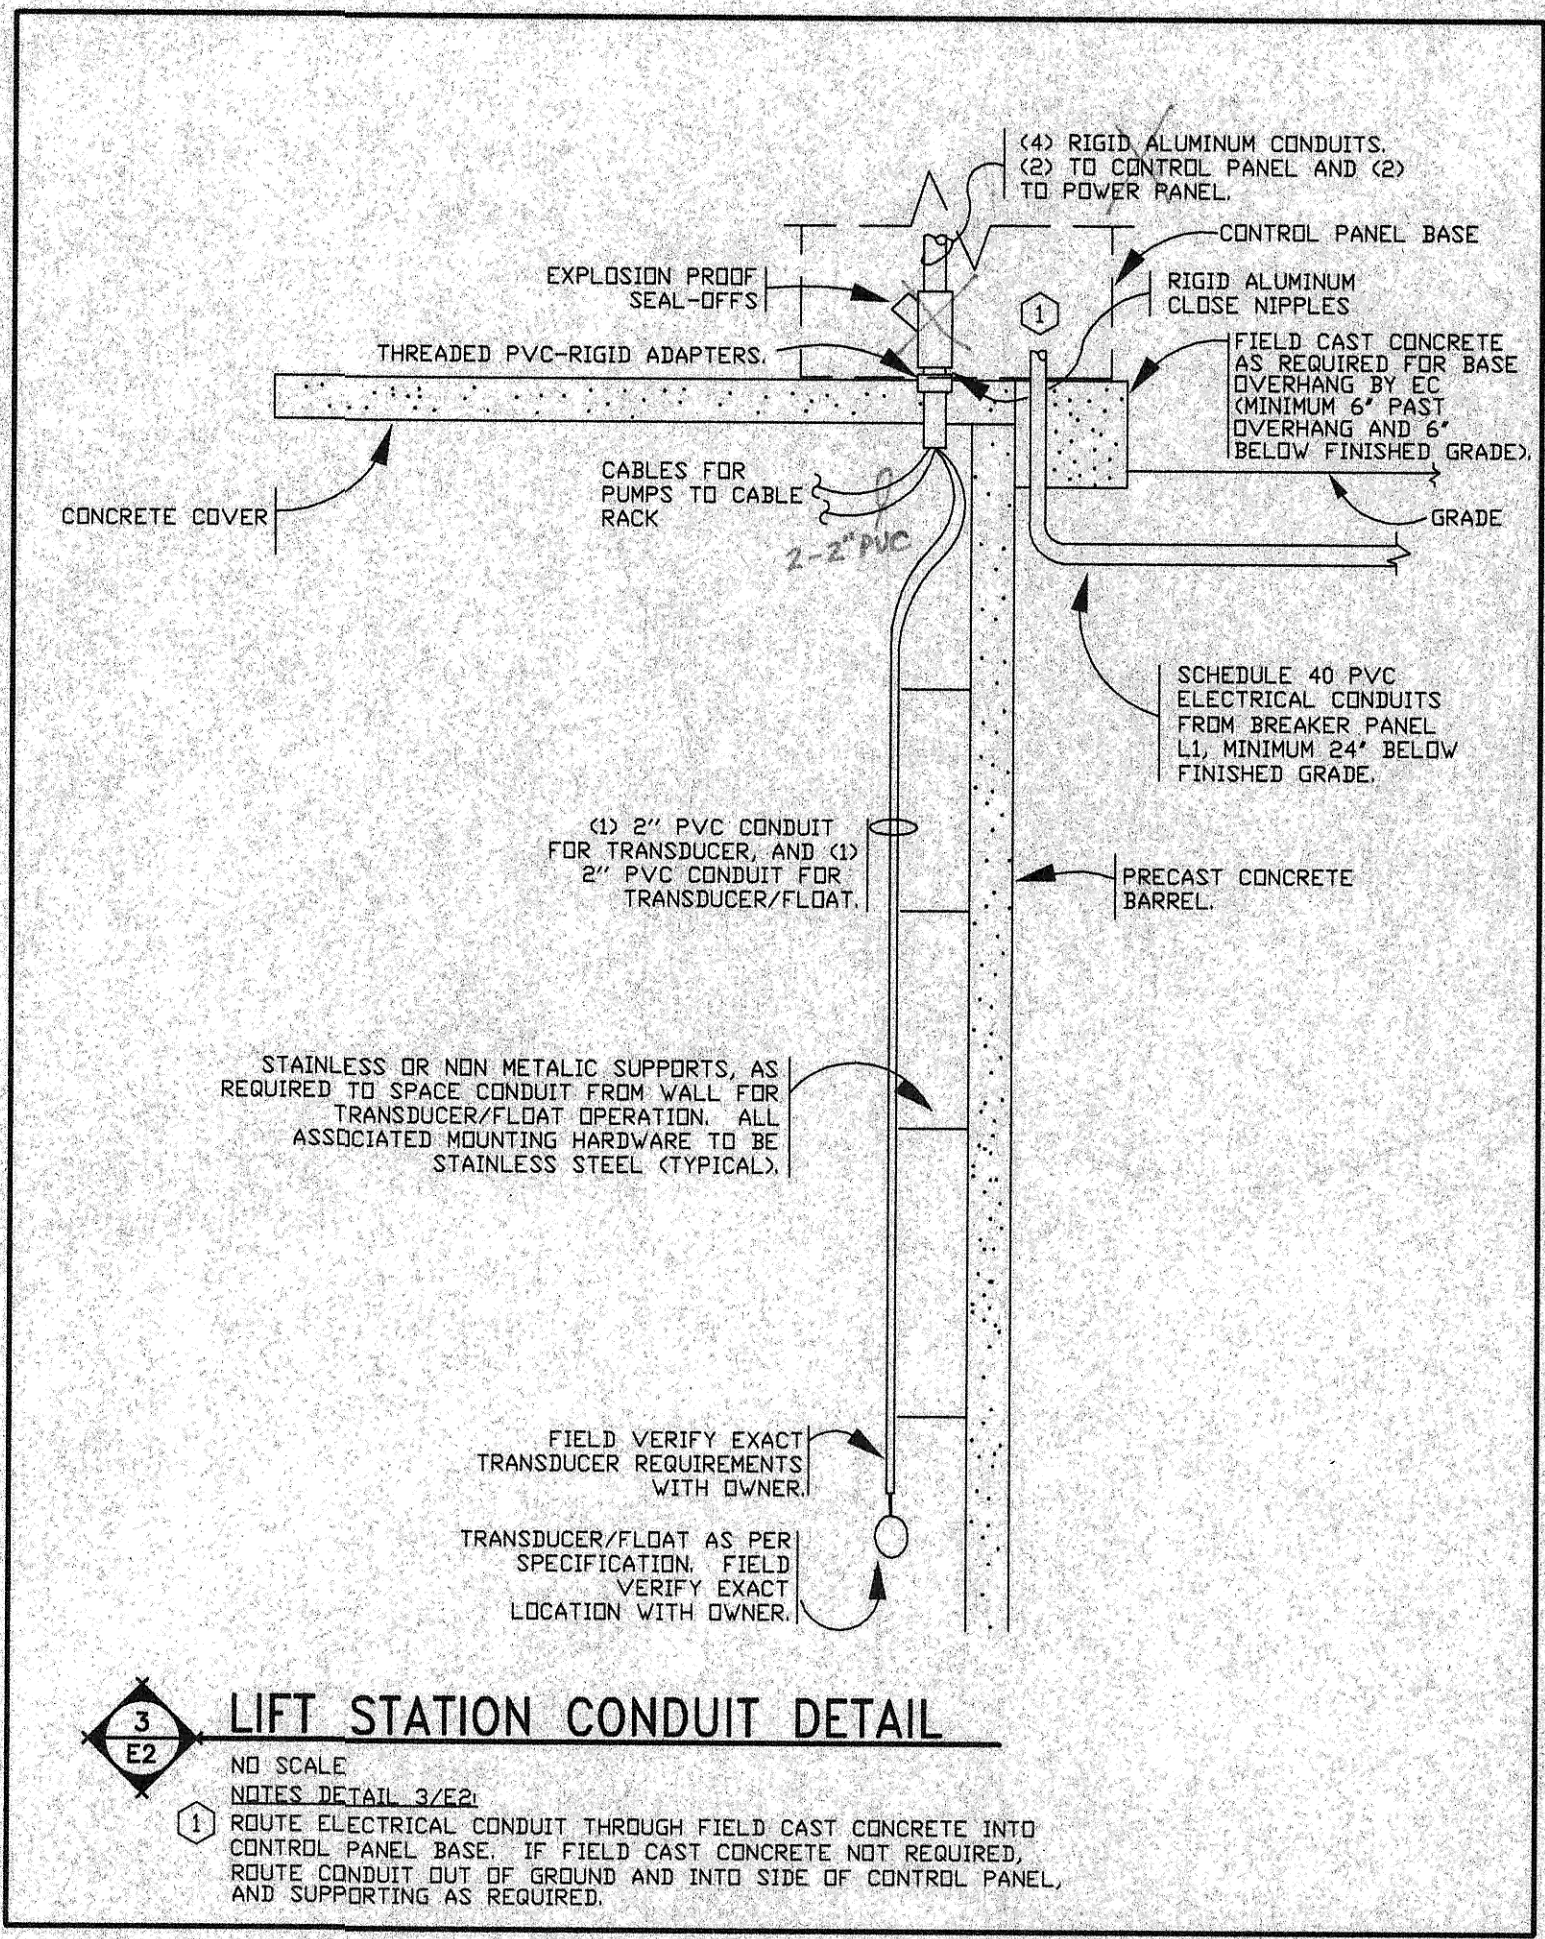 (4) RIGID ALUMINUM CONDUITS.
(2) TO CONTROL PANEL AND (2)
TO POWER PANEL.
CONTROL PANEL BASE
EXPLOSION PROOF
SEAL-OFFS
RIGID ALUMINUM
CLOSE NIPPLES
1
THREADED PVC-RIGID ADAPTERS.
FIELD CAST CONCRETE
AS REQUIRED FOR BASE
OVERHANG BY EC
(MINIMUM 6" PAST
OVERHANG AND 6"
BELOW FINISHED GRADE).
CABLES FOR
PUMPS TO CABLE
RACK
CONCRETE COVER
GRADE
2-2" PVC
SCHEDULE 40 PVC
ELECTRICAL CONDUITS
FROM BREAKER PANEL
L1, MINIMUM 24" BELOW
FINISHED GRADE.
(1) 2" PVC CONDUIT
FOR TRANSDUCER, AND (1)
2" PVC CONDUIT FOR
TRANSDUCER/FLOAT.
PRECAST CONCRETE
BARREL.
STAINLESS OR NON METALIC SUPPORTS, AS
REQUIRED TO SPACE CONDUIT FROM WALL FOR
TRANSDUCER/FLOAT OPERATION. ALL
ASSOCIATED MOUNTING HARDWARE TO BE
STAINLESS STEEL (TYPICAL).
FIELD VERIFY EXACT
TRANSDUCER REQUIREMENTS
WITH OWNER.
TRANSDUCER/FLOAT AS PER
SPECIFICATION. FIELD
VERIFY EXACT
LOCATION WITH OWNER.
3
E2
LIFT STATION CONDUIT DETAIL
NO SCALE
NOTES DETAIL 3/E2:
1 ROUTE ELECTRICAL CONDUIT THROUGH FIELD CAST CONCRETE INTO
CONTROL PANEL BASE. IF FIELD CAST CONCRETE NOT REQUIRED,
ROUTE CONDUIT OUT OF GROUND AND INTO SIDE OF CONTROL PANEL,
AND SUPPORTING AS REQUIRED.